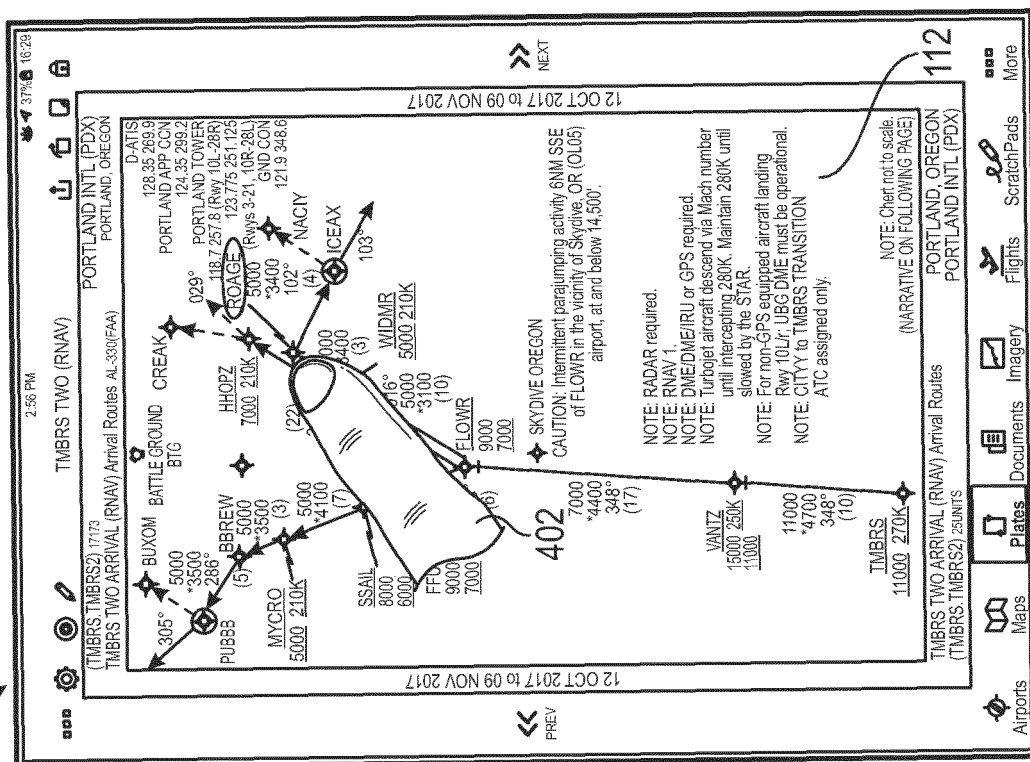 2:56 PM
37% 16:29
TMBRS TWO (RNAV)
(TMBRS.TMBRS2) 17173
TMBRS TWO ARRIVAL (RNAV) Arrival Routes AL-330(FAA)
PORTLAND INTL (PDX)
PORTLAND, OREGON
12 OCT 2017 to 09 NOV 2017
12 OCT 2017 to 09 NOV 2017
PREV
NEXT
D-ATIS
128.35 269.9
PORTLAND APP CCN
124.35 299.2
PORTLAND TOWER
118.7 257.8 (Rwy 10L-28R)
123.775 251.125
(Rwys 3-21, 10R-28L)
GND CON
121.9 348.6
305°
BUXOM
5000
*3500
286°
(5)
PUBBB
BATTLE GROUND
BTG
CREAK
029°
BBREW
5000
*3500
(3)
HHOPZ
7000 210K
ROAGE
5000
*3400
102°
(4)
NACIY
ICEAX
103°
MYCRO
5000 210K
5000
*4100
(7)
(22)
(3)
WIDMR
5000 210K
5000
*3100
(10)
SSAIL
8000
6000
9000
7000
FLOWR
9000
7000
402
7000
*4400
348°
(17)
SKYDIVE OREGON
CAUTION: Intermittent parajumping activity 6NM SSE
of FLOWR in the vicinity of Skydive, OR (OL05)
airport, at and below 14,500'.
VANTZ
15000 250K
11000
11000
*4700
348°
(10)
TMBRS
11000 270K
NOTE: RADAR required.
NOTE: RNAV 1.
NOTE: DME/DME/IRU or GPS required.
NOTE: Turbojet aircraft descend via Mach number
until intercepting 280K. Maintain 280K until
slowed by the STAR.
NOTE: For non-GPS equipped aircraft landing
Rwy 10L/r: UBG DME must be operational.
NOTE: CITYY to TMBRS TRANSITION
ATC assigned only.
NOTE: Chert not to scale.
(NARRATIVE ON FOLLOWING PAGE)
112
TMBRS TWO ARRIVAL (RNAV) Arrival Routes
(TMBRS.TMBRS2) 25UNITS
PORTLAND, OREGON
PORTLAND INTL (PDX)
Airports
Maps
Plates
Documents
Imagery
Flights
ScratchPads
More